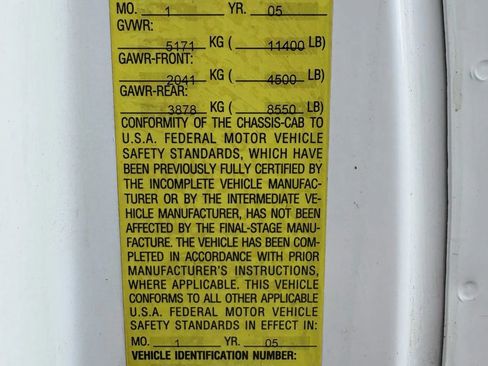 MO. 1 YR. 05
GVWR:
5171 KG ( 11400 LB)
GAWR-FRONT:
2041 KG ( 4500 LB)
GAWR-REAR:
3878 KG ( 8550 LB)
CONFORMITY OF THE CHASSIS-CAB TO
U.S.A. FEDERAL MOTOR VEHICLE
SAFETY STANDARDS, WHICH HAVE
BEEN PREVIOUSLY FULLY CERTIFIED BY
THE INCOMPLETE VEHICLE MANUFAC-
TURER OR BY THE INTERMEDIATE VE-
HICLE MANUFACTURER, HAS NOT BEEN
AFFECTED BY THE FINAL-STAGE MANU-
FACTURE. THE VEHICLE HAS BEEN COM-
PLETED IN ACCORDANCE WITH PRIOR
MANUFACTURER'S INSTRUCTIONS,
WHERE APPLICABLE. THIS VEHICLE
CONFORMS TO ALL OTHER APPLICABLE
U.S.A. FEDERAL MOTOR VEHICLE
SAFETY STANDARDS IN EFFECT IN:
MO. 1 YR. 05
VEHICLE IDENTIFICATION NUMBER: